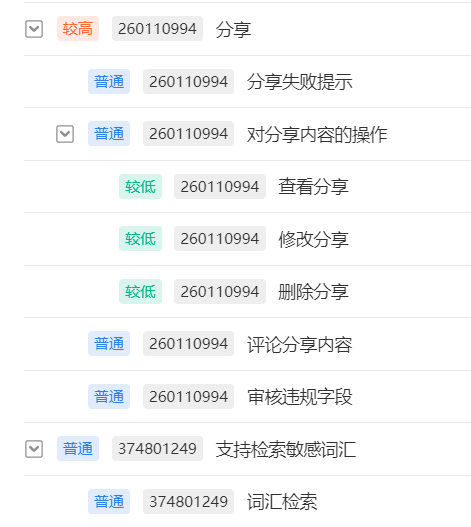 较高 260110994 分享
普通 260110994 分享失败提示
普通 260110994 对分享内容的操作
较低 260110994 查看分享
较低 260110994 修改分享
较低 260110994 删除分享
普通 260110994 评论分享内容
普通 260110994 审核违规字段
普通 374801249 支持检索敏感词汇
普通 374801249 词汇检索